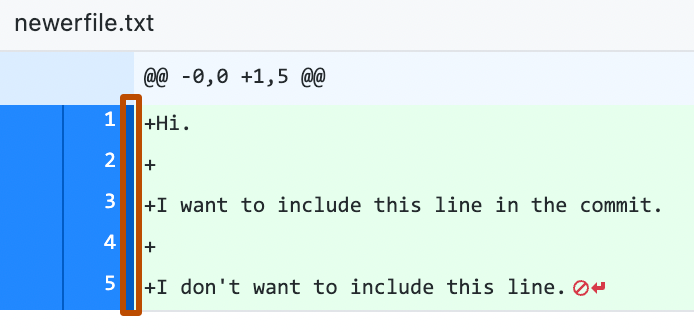 newerfile.txt
@@ -0,0 +1,5 @@
1 +Hi.
2 +
3 +I want to include this line in the commit.
4 +
5 +I don't want to include this line.